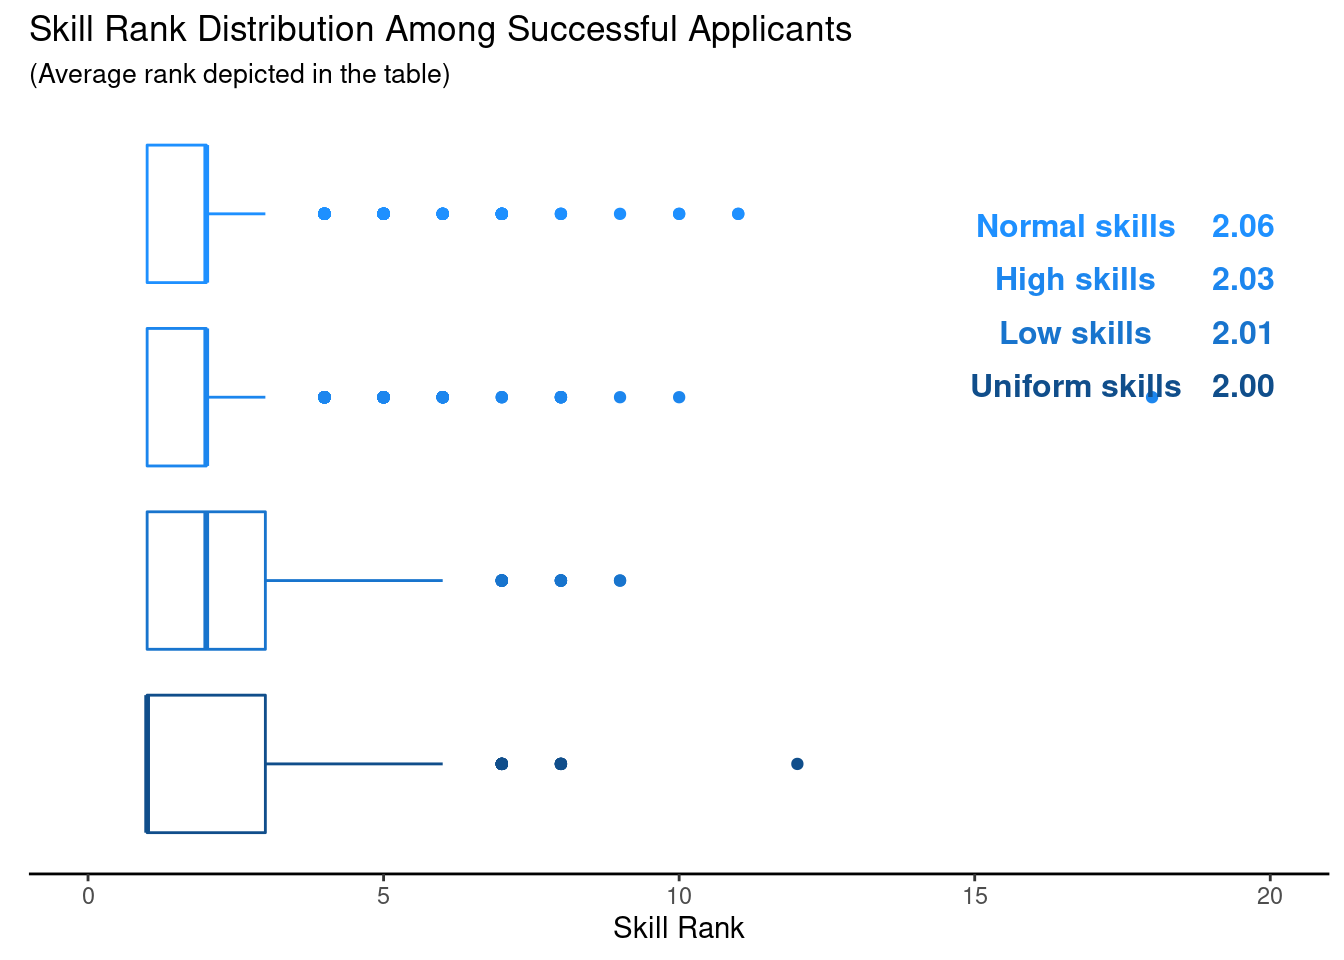 Skill Rank Distribution Among Successful Applicants
(Average rank depicted in the table)
Normal skills 2.06
High skills 2.03
Low skills 2.01
Uniform skills 2.00
0 5 10 15 20
Skill Rank